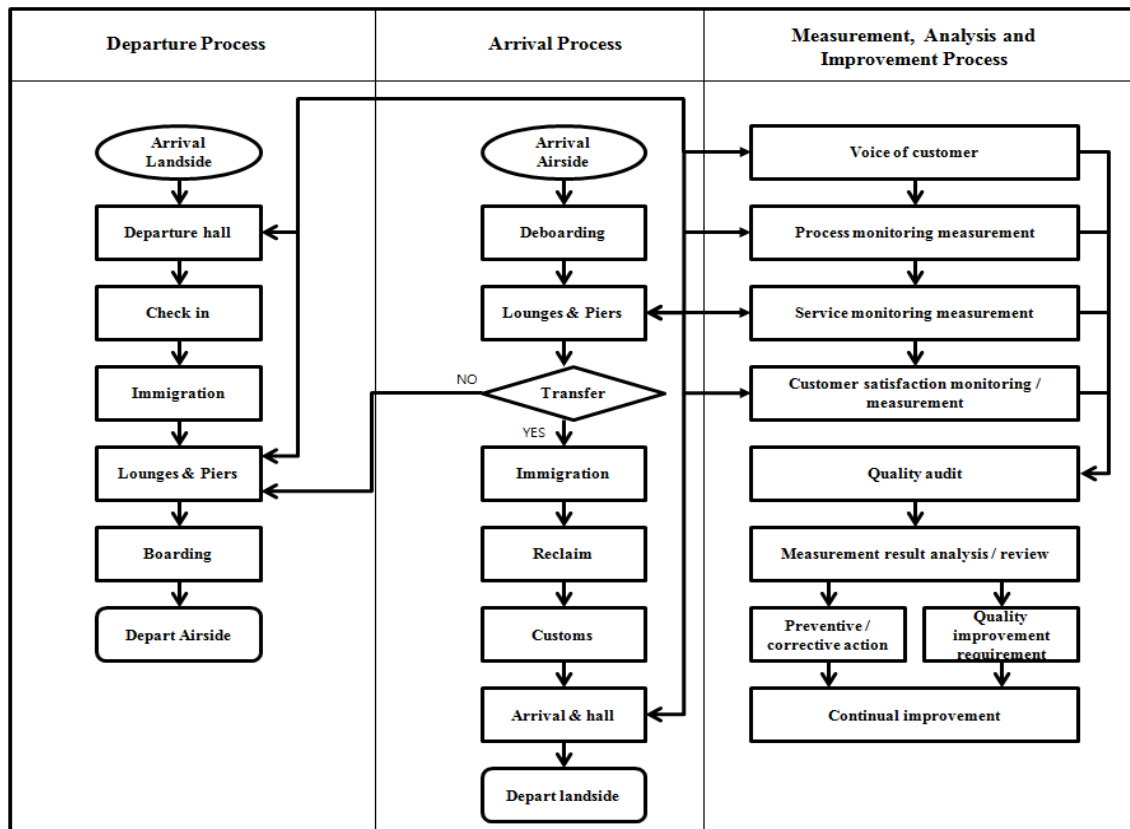 Departure Process
Arrival Process
Measurement, Analysis and
Improvement Process
Arrival
Landside
Departure hall
Check in
Immigration
Lounges & Piers
Boarding
Depart Airside
Arrival
Airside
Deboarding
Lounges & Piers
NO
Transfer
YES
Immigration
Reclaim
Customs
Arrival & hall
Depart landside
Voice of customer
Process monitoring measurement
Service monitoring measurement
Customer satisfaction monitoring /
measurement
Quality audit
Measurement result analysis / review
Preventive /
corrective action
Quality
improvement
requirement
Continual improvement